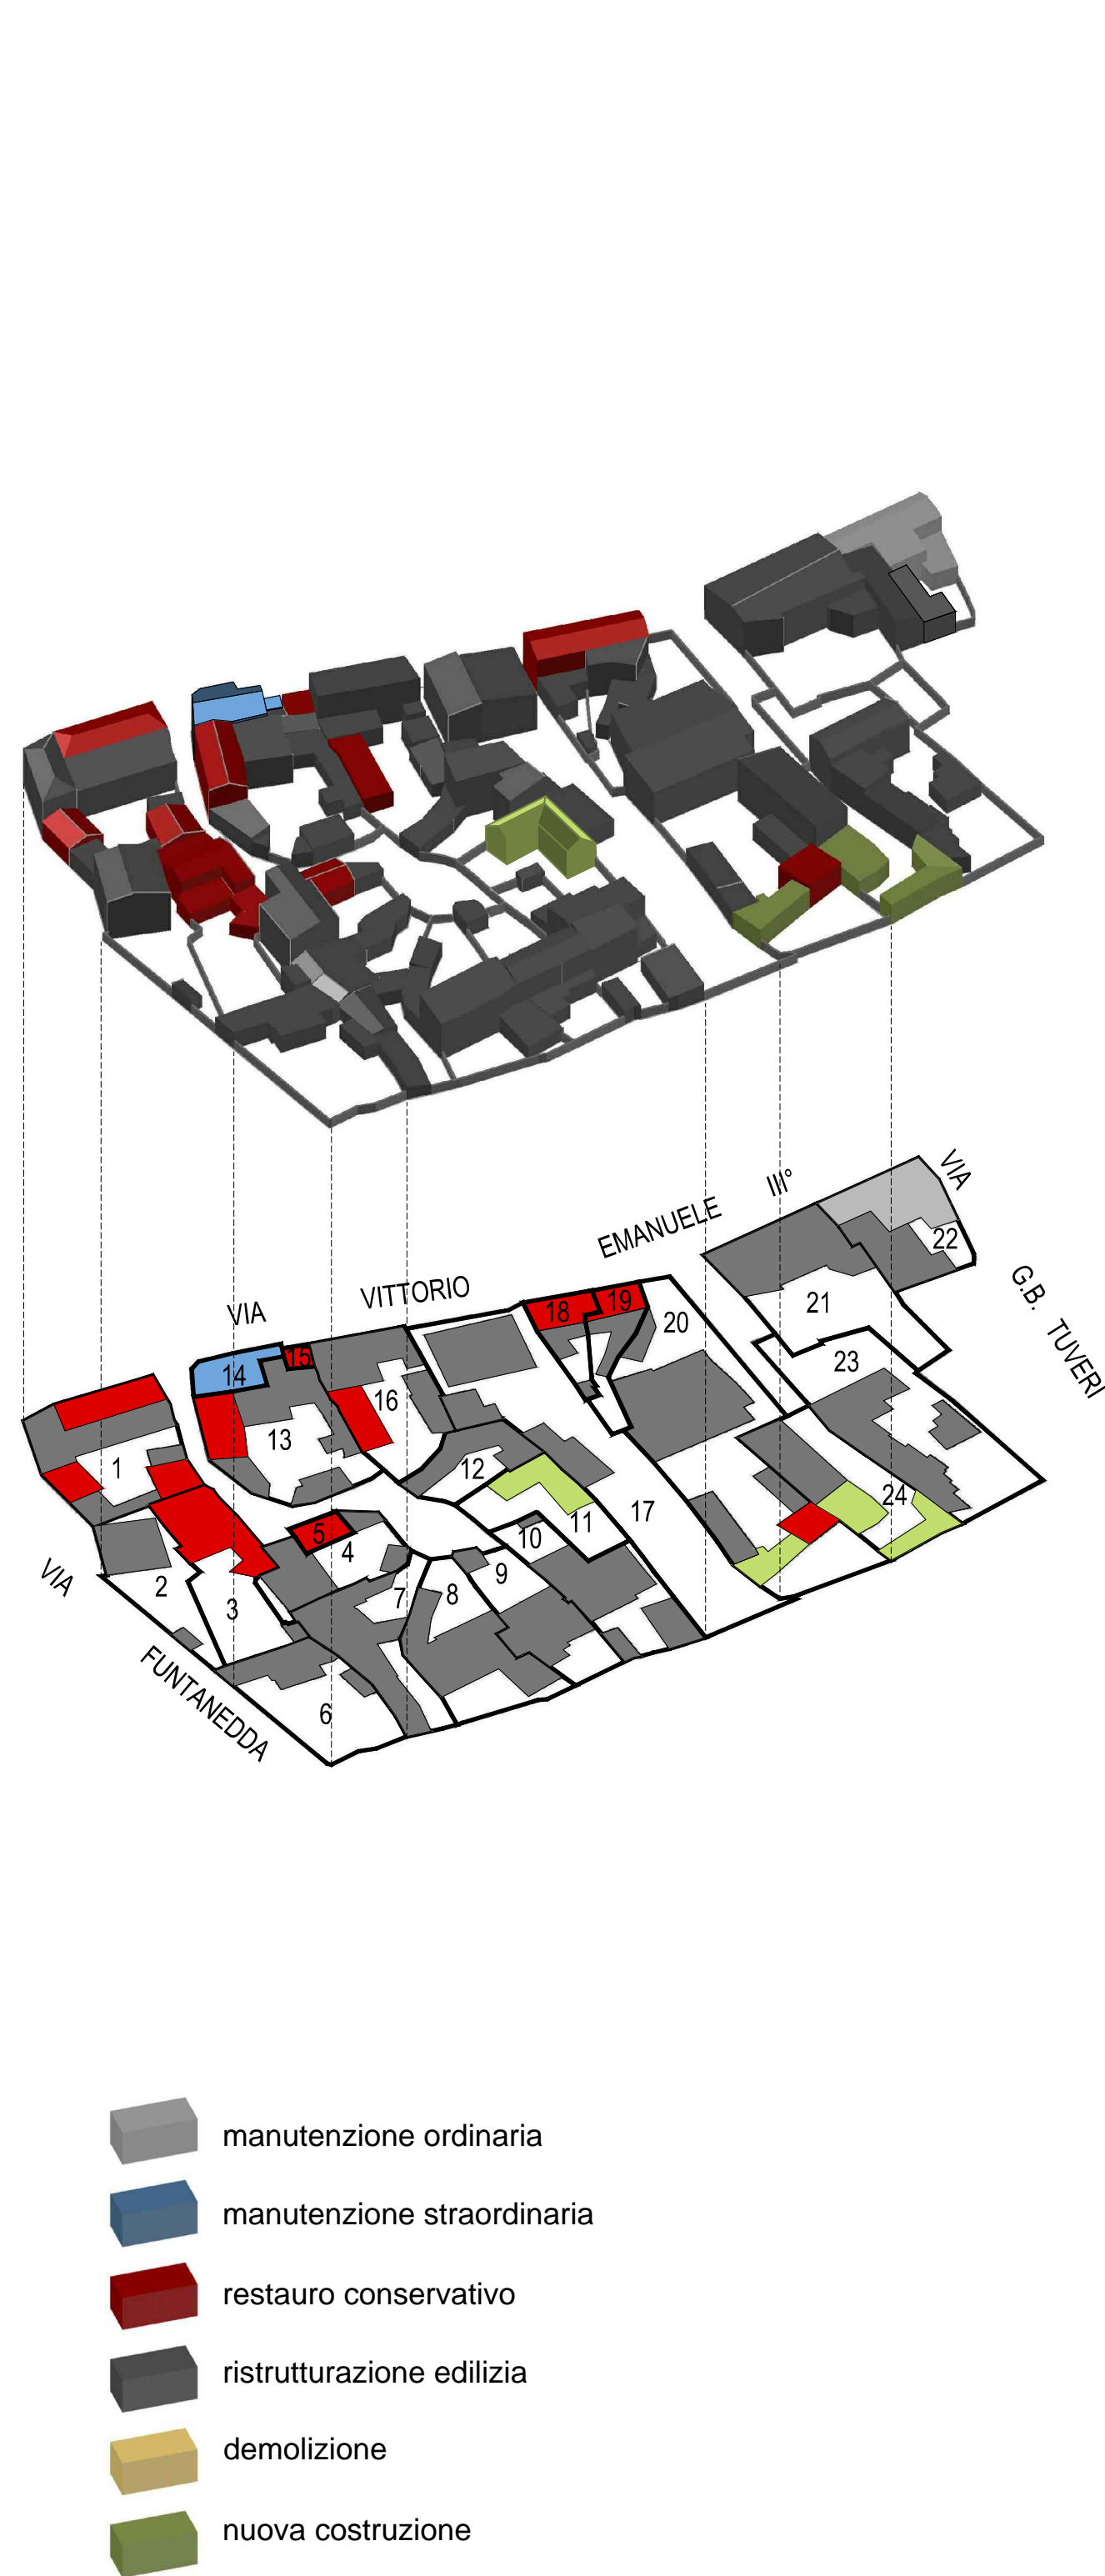 VIA
III°
EMANUELE
VITTORIO
VIA
G.B.
TUVERI
22
21
23
20
19
18
15
14
16
13
1
12
17
24
11
10
5
4
9
8
7
2
3
6
VIA
FUNTANEDDA
manutenzione ordinaria
manutenzione straordinaria
restauro conservativo
ristrutturazione edilizia
demolizione
nuova costruzione